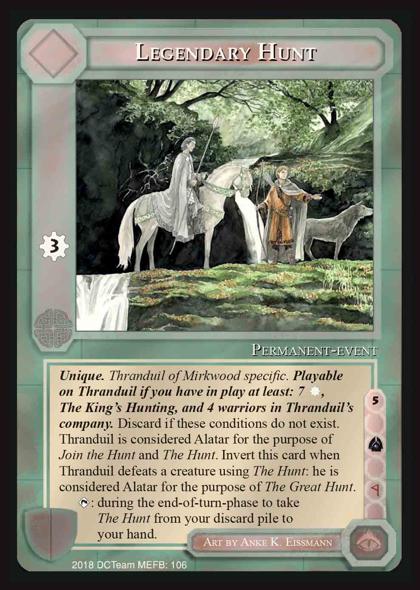 Legendary Hunt
3
Permanent-event
Unique. Thranduil of Mirkwood specific. Playable
on Thranduil if you have in play at least: 7 ,
The King's Hunting, and 4 warriors in Thranduil's
company. Discard if these conditions do not exist.
Thranduil is considered Alatar for the purpose of
Join the Hunt and The Hunt. Invert this card when
Thranduil defeats a creature using The Hunt: he is
considered Alatar for the purpose of The Great Hunt.
: during the end-of-turn-phase to take
The Hunt from your discard pile to
your hand.
5
Art by Anke K. Eissmann
2018 DCTeam MEFB: 106